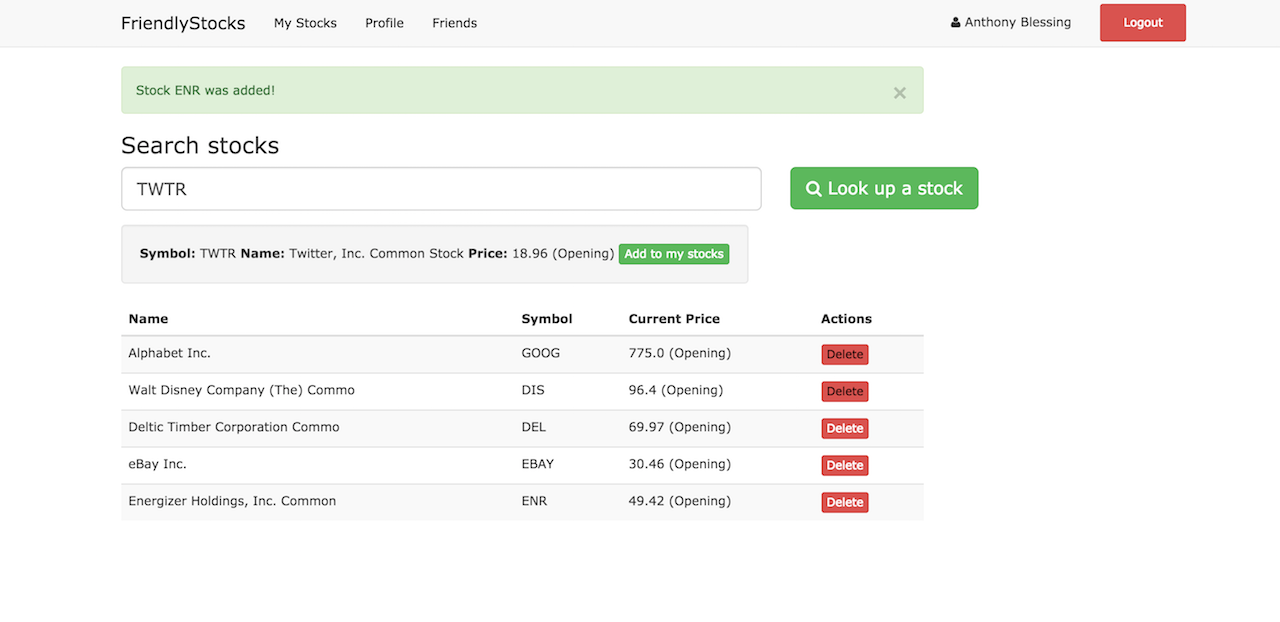 FriendlyStocks My Stocks Profile Friends Anthony Blessing Logout
Stock ENR was added! ×
Search stocks
TWTR Look up a stock
Symbol: TWTR Name: Twitter, Inc. Common Stock Price: 18.96 (Opening) Add to my stocks
Name Symbol Current Price Actions
Alphabet Inc. GOOG 775.0 (Opening) Delete
Walt Disney Company (The) Commo DIS 96.4 (Opening) Delete
Deltic Timber Corporation Commo DEL 69.97 (Opening) Delete
eBay Inc. EBAY 30.46 (Opening) Delete
Energizer Holdings, Inc. Common ENR 49.42 (Opening) Delete